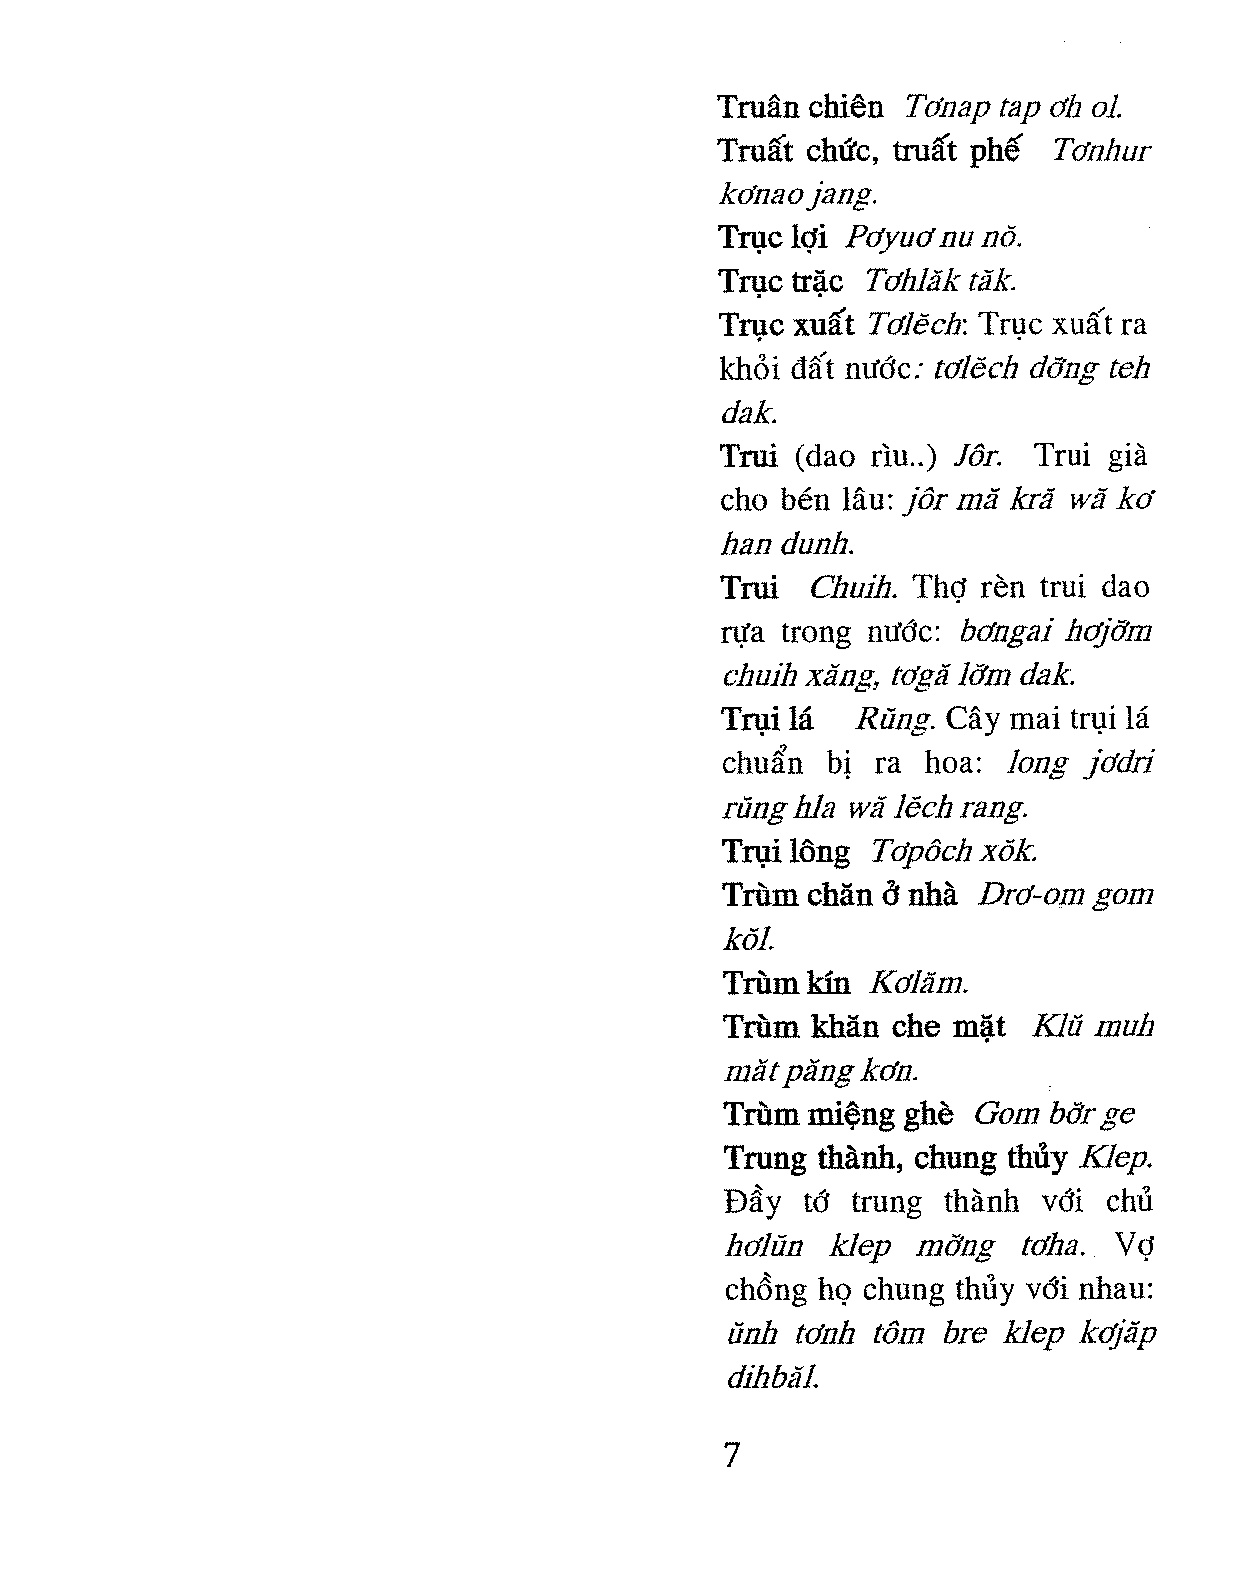 Truân chiên Tơnap tap ơh ol.
Truất chức, truất phế Tơnhur
kơnao jang.
Trục lợi Pơyuơ nu nŏ.
Trục trặc Tơhlăk tăk.
Trục xuất Tơlĕch: Trục xuất ra
khỏi đất nước: tơlĕch dơ̆ng teh
dak.
Trui (dao rìu..) Jôr. Trui già
cho bén lâu: jôr mă kră wă kơ
han dunh.
Trui Chuih. Thợ rèn trui dao
rựa trong nước: bơngai hơjơ̆m
chuih xăng, tơgă lơ̆m dak.
Trụi lá Rŭng. Cây mai trụi lá
chuẩn bị ra hoa: long jơdri
rŭng hla wă lĕch rang.
Trụi lông Tơpôch xŏk.
Trùm chăn ở nhà Drơ-om gom
kŏl.
Trùm kín Kơlăm.
Trùm khăn che mặt Klŭ muh
măt păng kơn.
Trùm miệng ghè Gom bơ̆r ge
Trung thành, chung thủy Klep.
Đầy tớ trung thành với chủ
hơlŭn klep mơ̆ng tơha. Vợ
chồng họ chung thủy với nhau:
ŭnh tơnh tôm bre klep kơjăp
dihbăl.
7